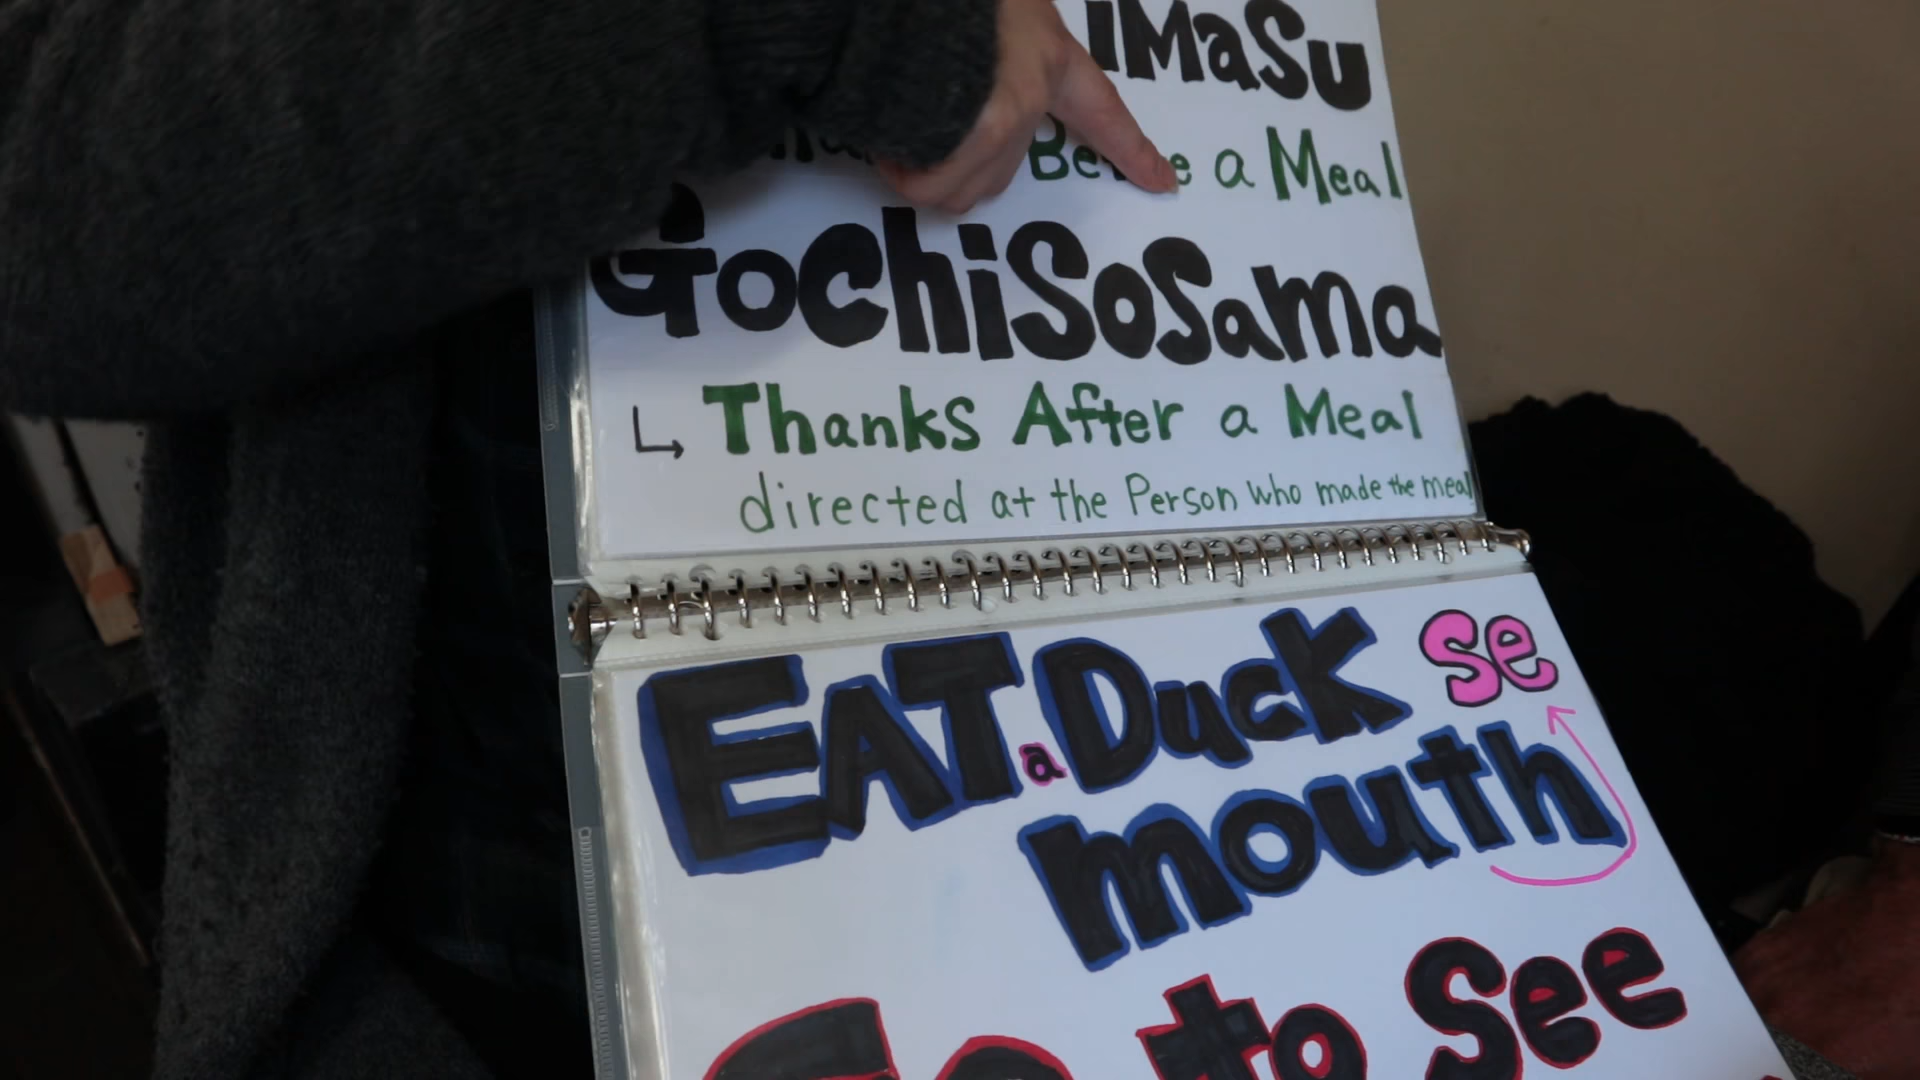 a Meal
GochiSoSama
Thanks After a Meal
directed at the Person who made the meal
EAT a Duck se
mouth
to See